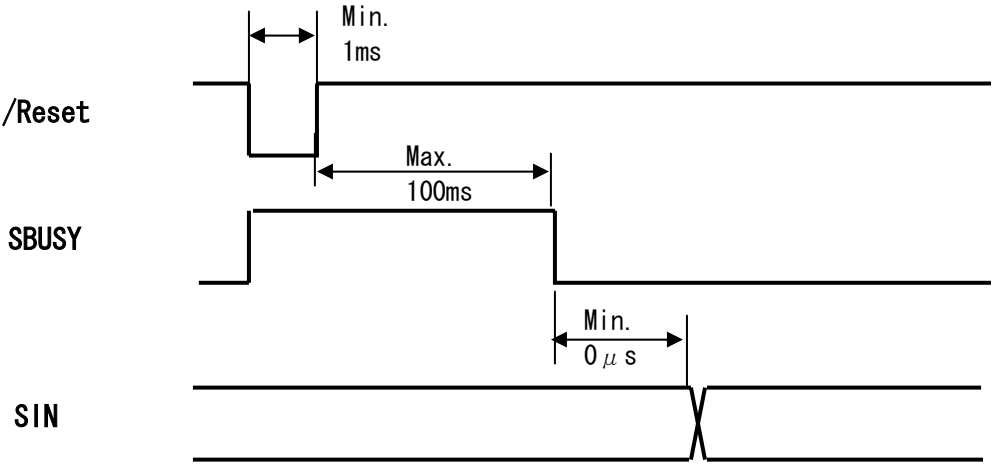 Min.
1ms
/Reset
Max.
100ms
SBUSY
Min.
0μs
SIN